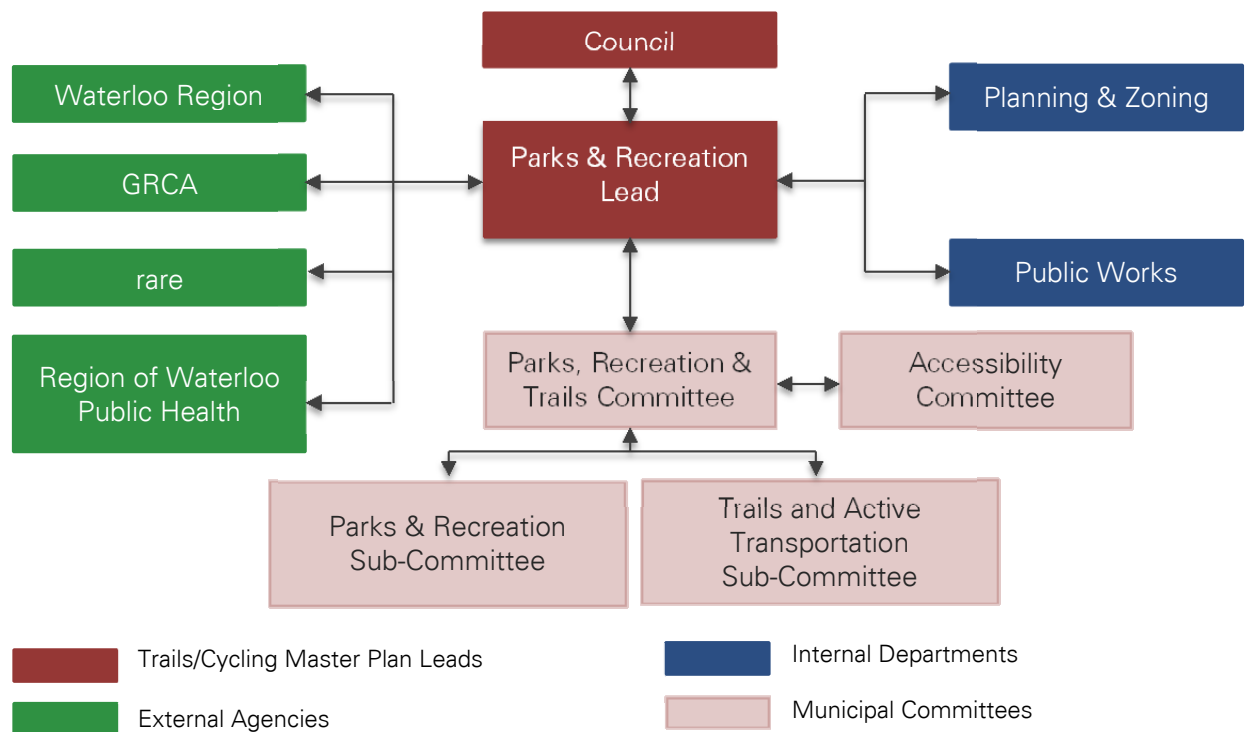 Council
Waterloo Region
Planning & Zoning
Parks & Recreation
Lead
GRCA
rare
Public Works
Region of Waterloo
Public Health
Parks, Recreation &
Trails Committee
Accessibility
Committee
Parks & Recreation
Sub-Committee
Trails and Active
Transportation
Sub-Committee
Trails/Cycling Master Plan Leads
Internal Departments
External Agencies
Municipal Committees